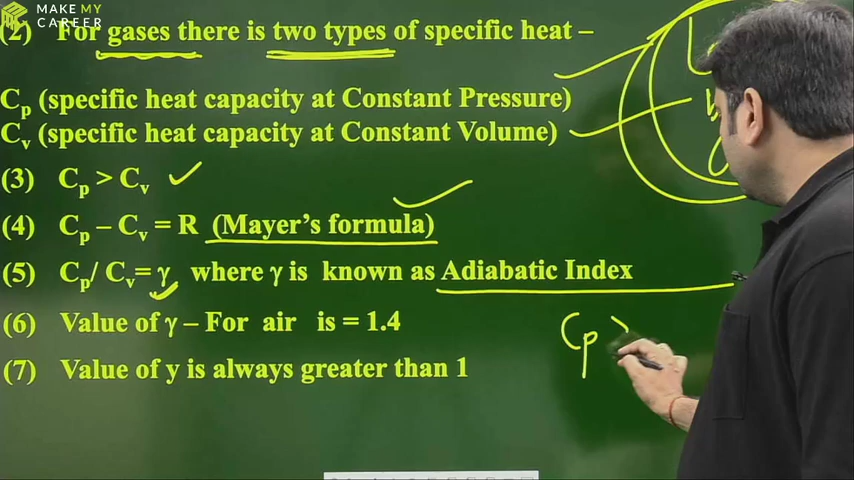 MAKE MY
CAREER
(2) For gases there is two types of specific heat –
Cp (specific heat capacity at Constant Pressure)
Cv (specific heat capacity at Constant Volume)
(3) Cp > Cv
(4) Cp – Cv = R (Mayer's formula)
(5) Cp/ Cv= γ where γ is known as Adiabatic Index
(6) Value of γ – For air is = 1.4
(7) Value of y is always greater than 1
Cp >